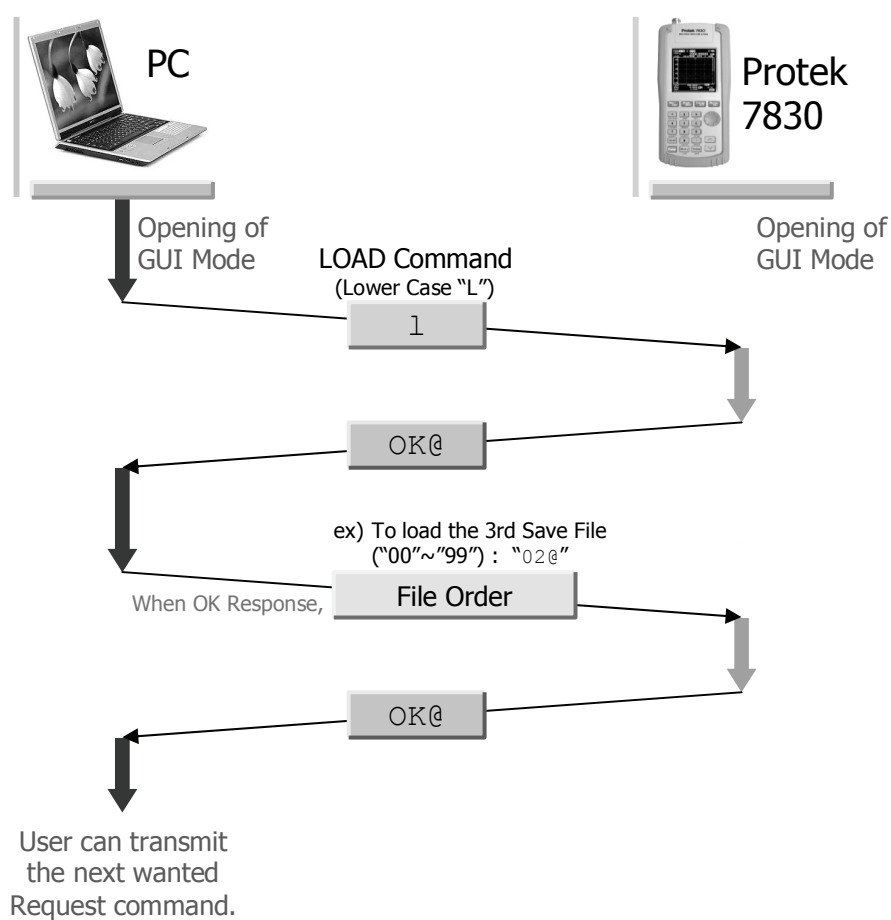 PC
Protek
7830
Protek 7830
Opening of
GUI Mode
Opening of
GUI Mode
LOAD Command
(Lower Case “L”)
l
OK@
ex) To load the 3rd Save File
(“00”~”99”) : “02@”
When OK Response,
File Order
OK@
User can transmit
the next wanted
Request command.